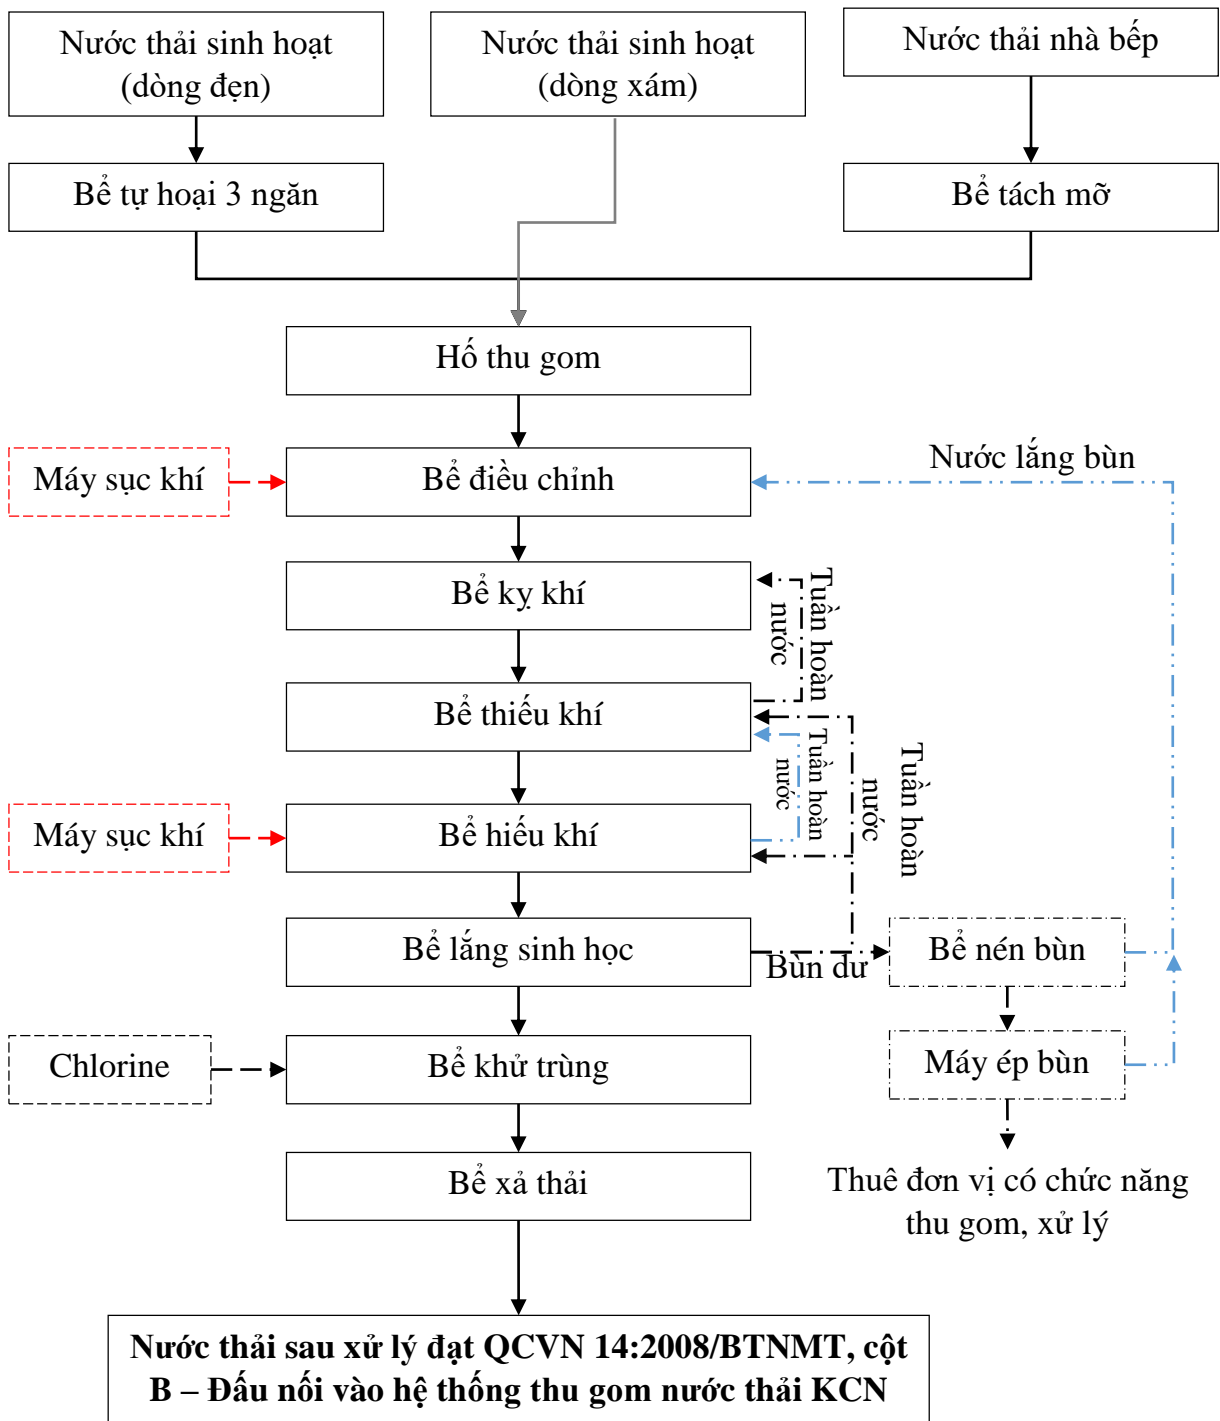 Nước thải sinh hoạt
(dòng đẹn)
Nước thải sinh hoạt
(dòng xám)
Nước thải nhà bếp
Bể tự hoại 3 ngăn
Bể tách mỡ
Hố thu gom
Máy sục khí
Bể điều chỉnh
Nước lắng bùn
Bể kỵ khí
Tuần hoàn
nước
Bể thiếu khí
Tuần hoàn
nước
Tuần hoàn
nước
Máy sục khí
Bể hiếu khí
Bể lắng sinh học
Bùn dư
Bể nén bùn
Chlorine
Bể khử trùng
Máy ép bùn
Bể xả thải
Thuê đơn vị có chức năng
thu gom, xử lý
Nước thải sau xử lý đạt QCVN 14:2008/BTNMT, cột
B – Đấu nối vào hệ thống thu gom nước thải KCN